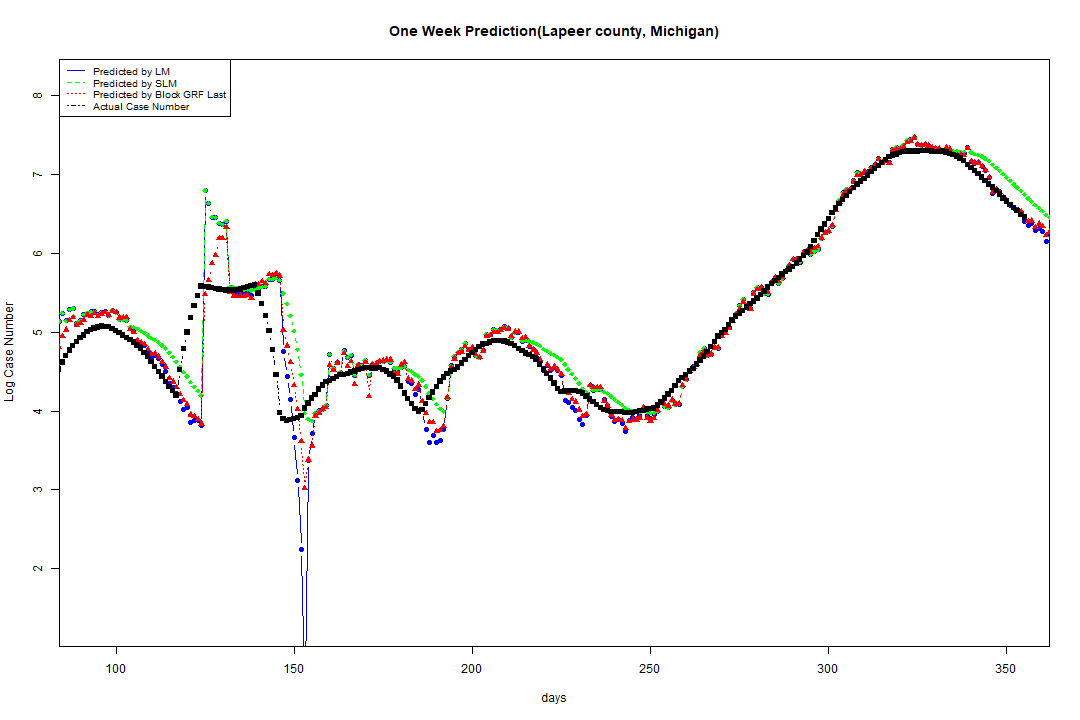 One Week Prediction(Lapeer county, Michigan)
Predicted by LM
Predicted by SLM
Predicted by Block GRF Last
Actual Case Number
Log Case Number
8
7
6
5
4
3
2
100 150 200 250 300 350
days